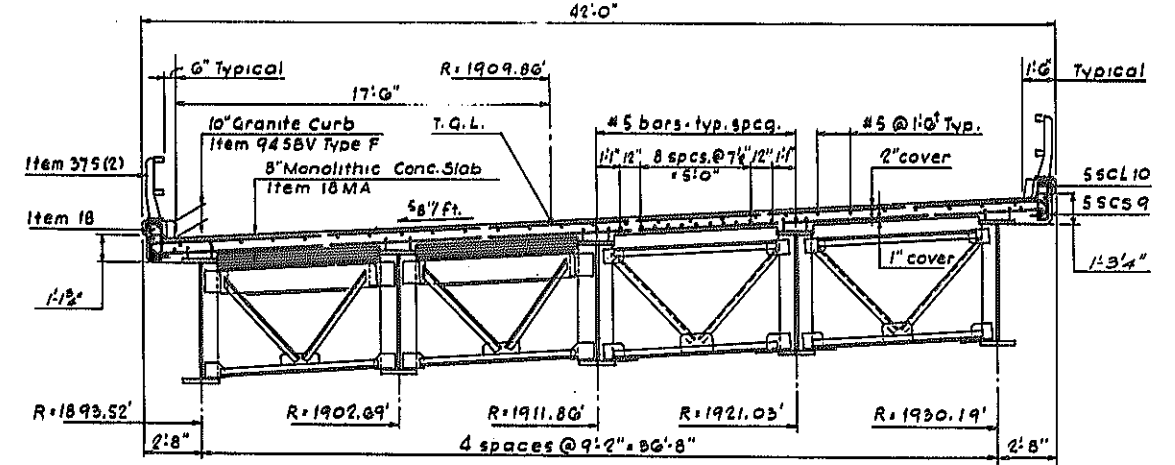 42'-0"
6" Typical
R=1909.86'
1'-6" Typical
17'-6"
10" Granite Curb
Item 945BV Type F
T.G.L.
#5 bars-typ. spcg.
#5 @ 1'-0" Typ.
Item 375(2)
8" Monolithic Conc. Slab
Item 18MA
1'-1" 12" 8 spcs. @ 7½" 12" 1'-1"
= 5'-0"
2" cover
5SCL10
Item 18
5/8"/ft.
5SCS9
1" cover
1'-3¼"
1'-1¾"
R=1893.52'
R=1902.69'
R=1911.86'
R=1921.03'
R=1930.19'
2'-8"
4 spaces @ 9'-2" = 36'-8"
2'-8"